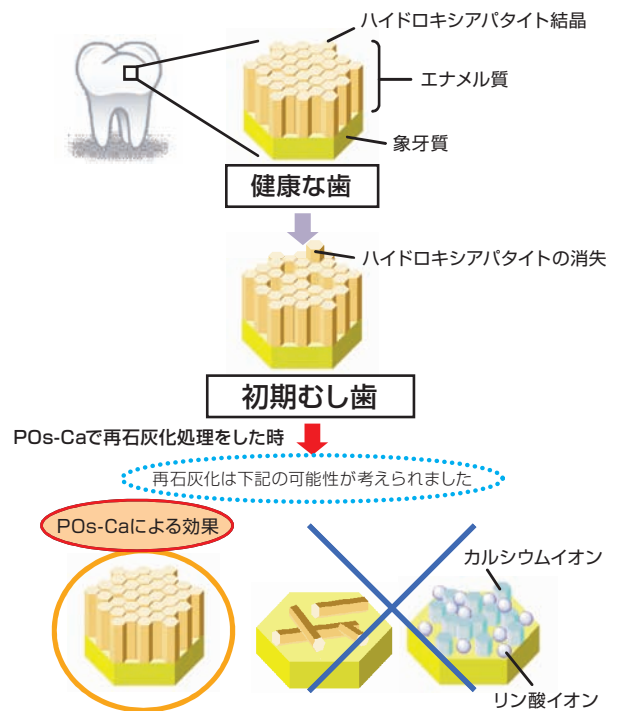 ハイドロキシアパタイト結晶
エナメル質
象牙質
健康な歯
ハイドロキシアパタイトの消失
初期むし歯
POs-Caで再石灰化処理をした時
再石灰化は下記の可能性が考えられました
POs-Caによる効果
カルシウムイオン
リン酸イオン